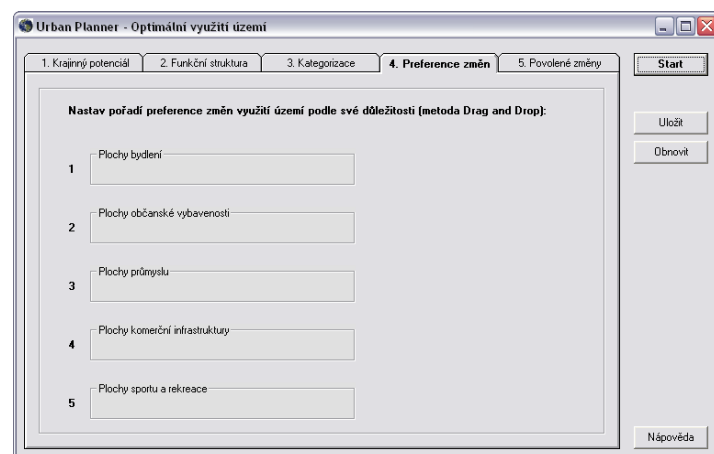 Urban Planner - Optimální využití území
1. Krajinný potenciál
2. Funkční struktura
3. Kategorizace
4. Preference změn
5. Povolené změny
Start
Nastav pořadí preference změn využití území podle své důležitosti (metoda Drag and Drop):
Uložit
Obnovit
Plochy bydlení
1
Plochy občanské vybavenosti
2
Plochy průmyslu
3
Plochy komerční infrastruktury
4
Plochy sportu a rekreace
5
Nápověda